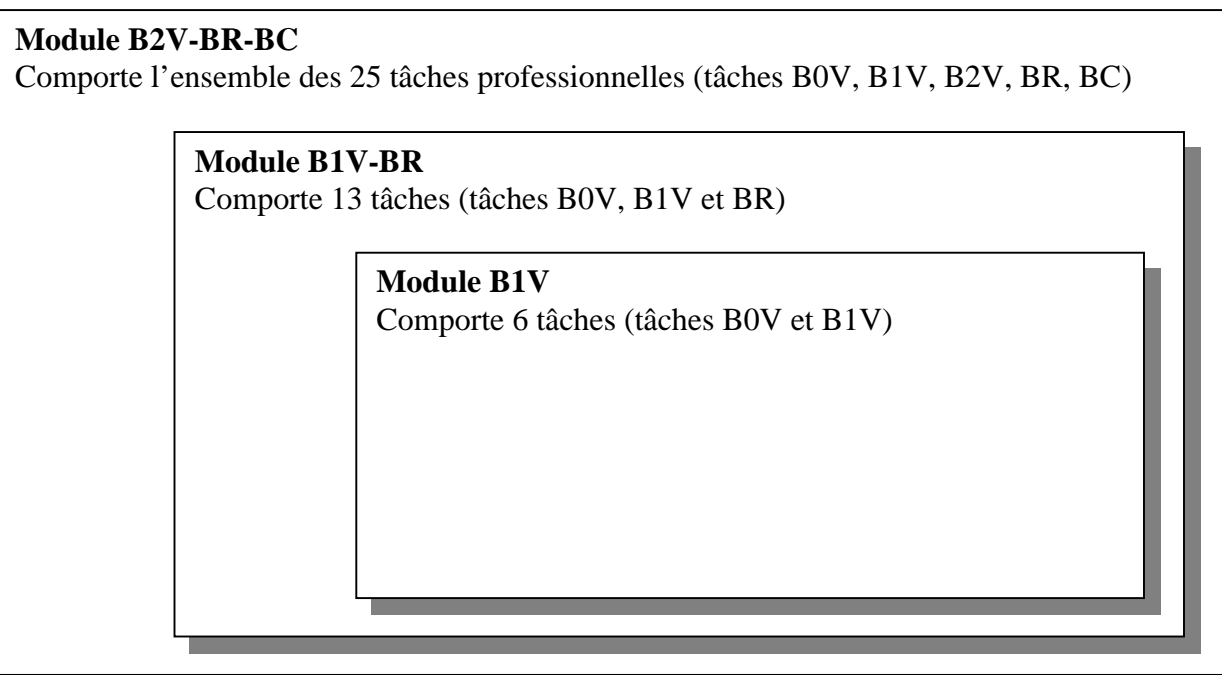 Module B2V-BR-BC
Comporte l’ensemble des 25 tâches professionnelles (tâches B0V, B1V, B2V, BR, BC)
Module B1V-BR
Comporte 13 tâches (tâches B0V, B1V et BR)
Module B1V
Comporte 6 tâches (tâches B0V et B1V)